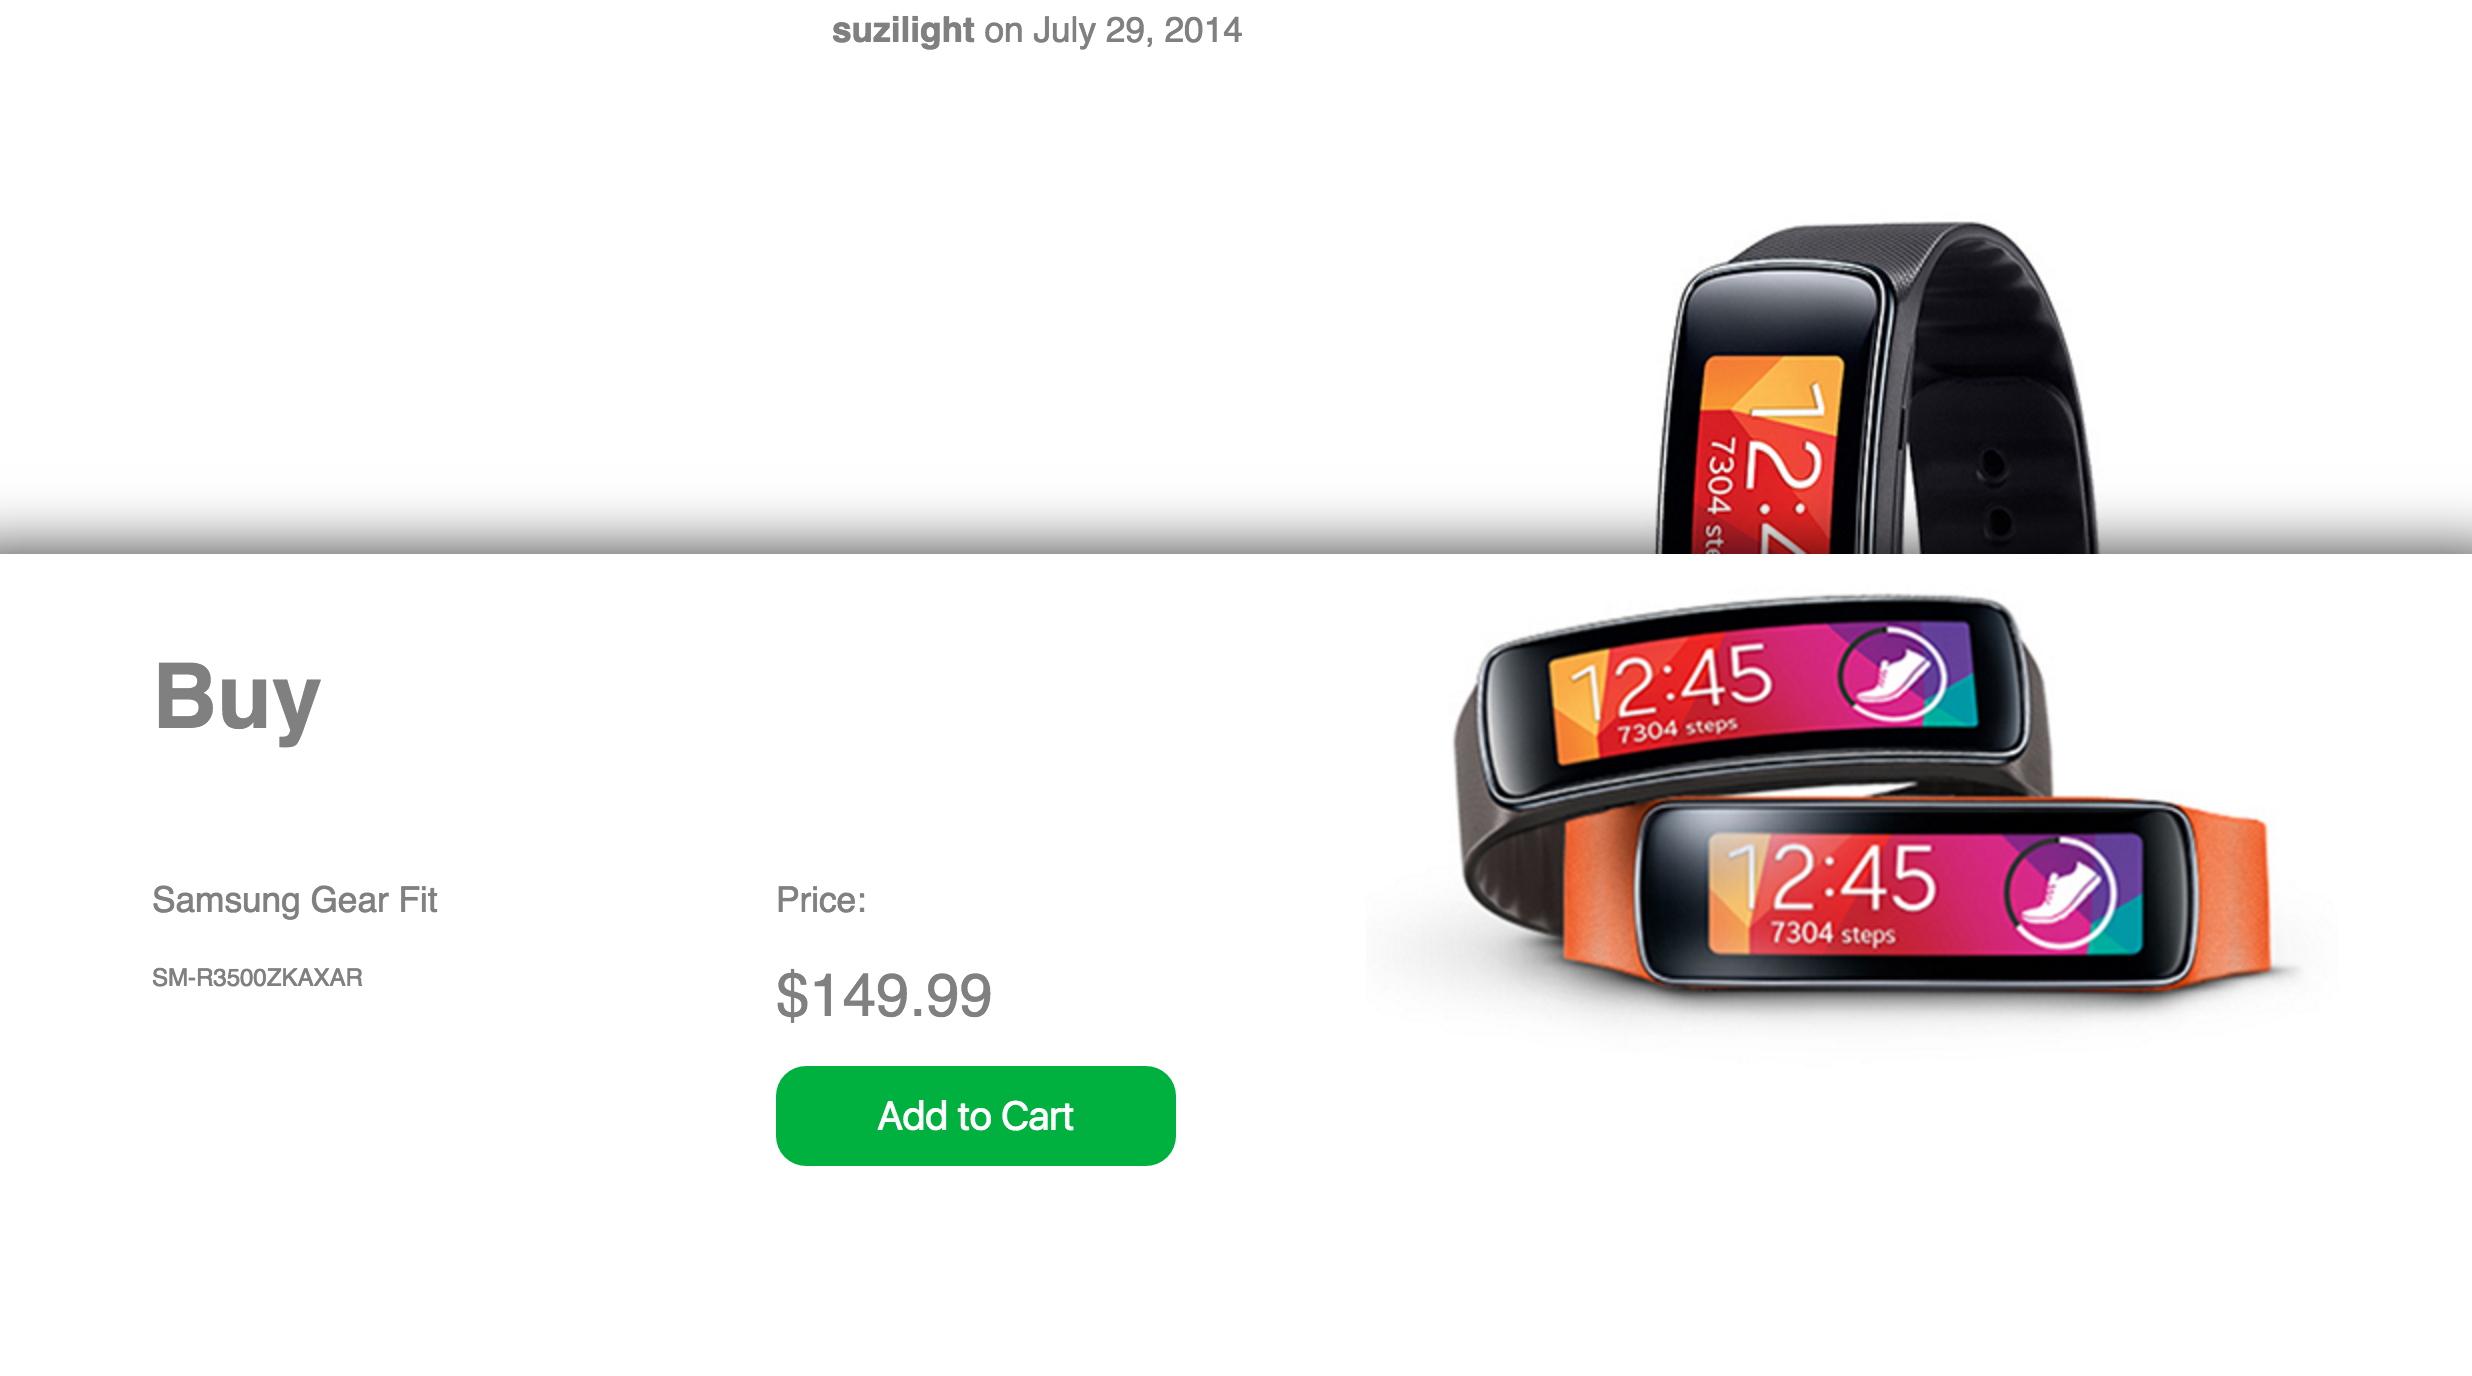 suzilight on July 29, 2014
12:4
7304 ste
Buy
12:45
7304 steps
Samsung Gear Fit
SM-R3500ZKAXAR
Price:
$149.99
Add to Cart
12:45
7304 steps